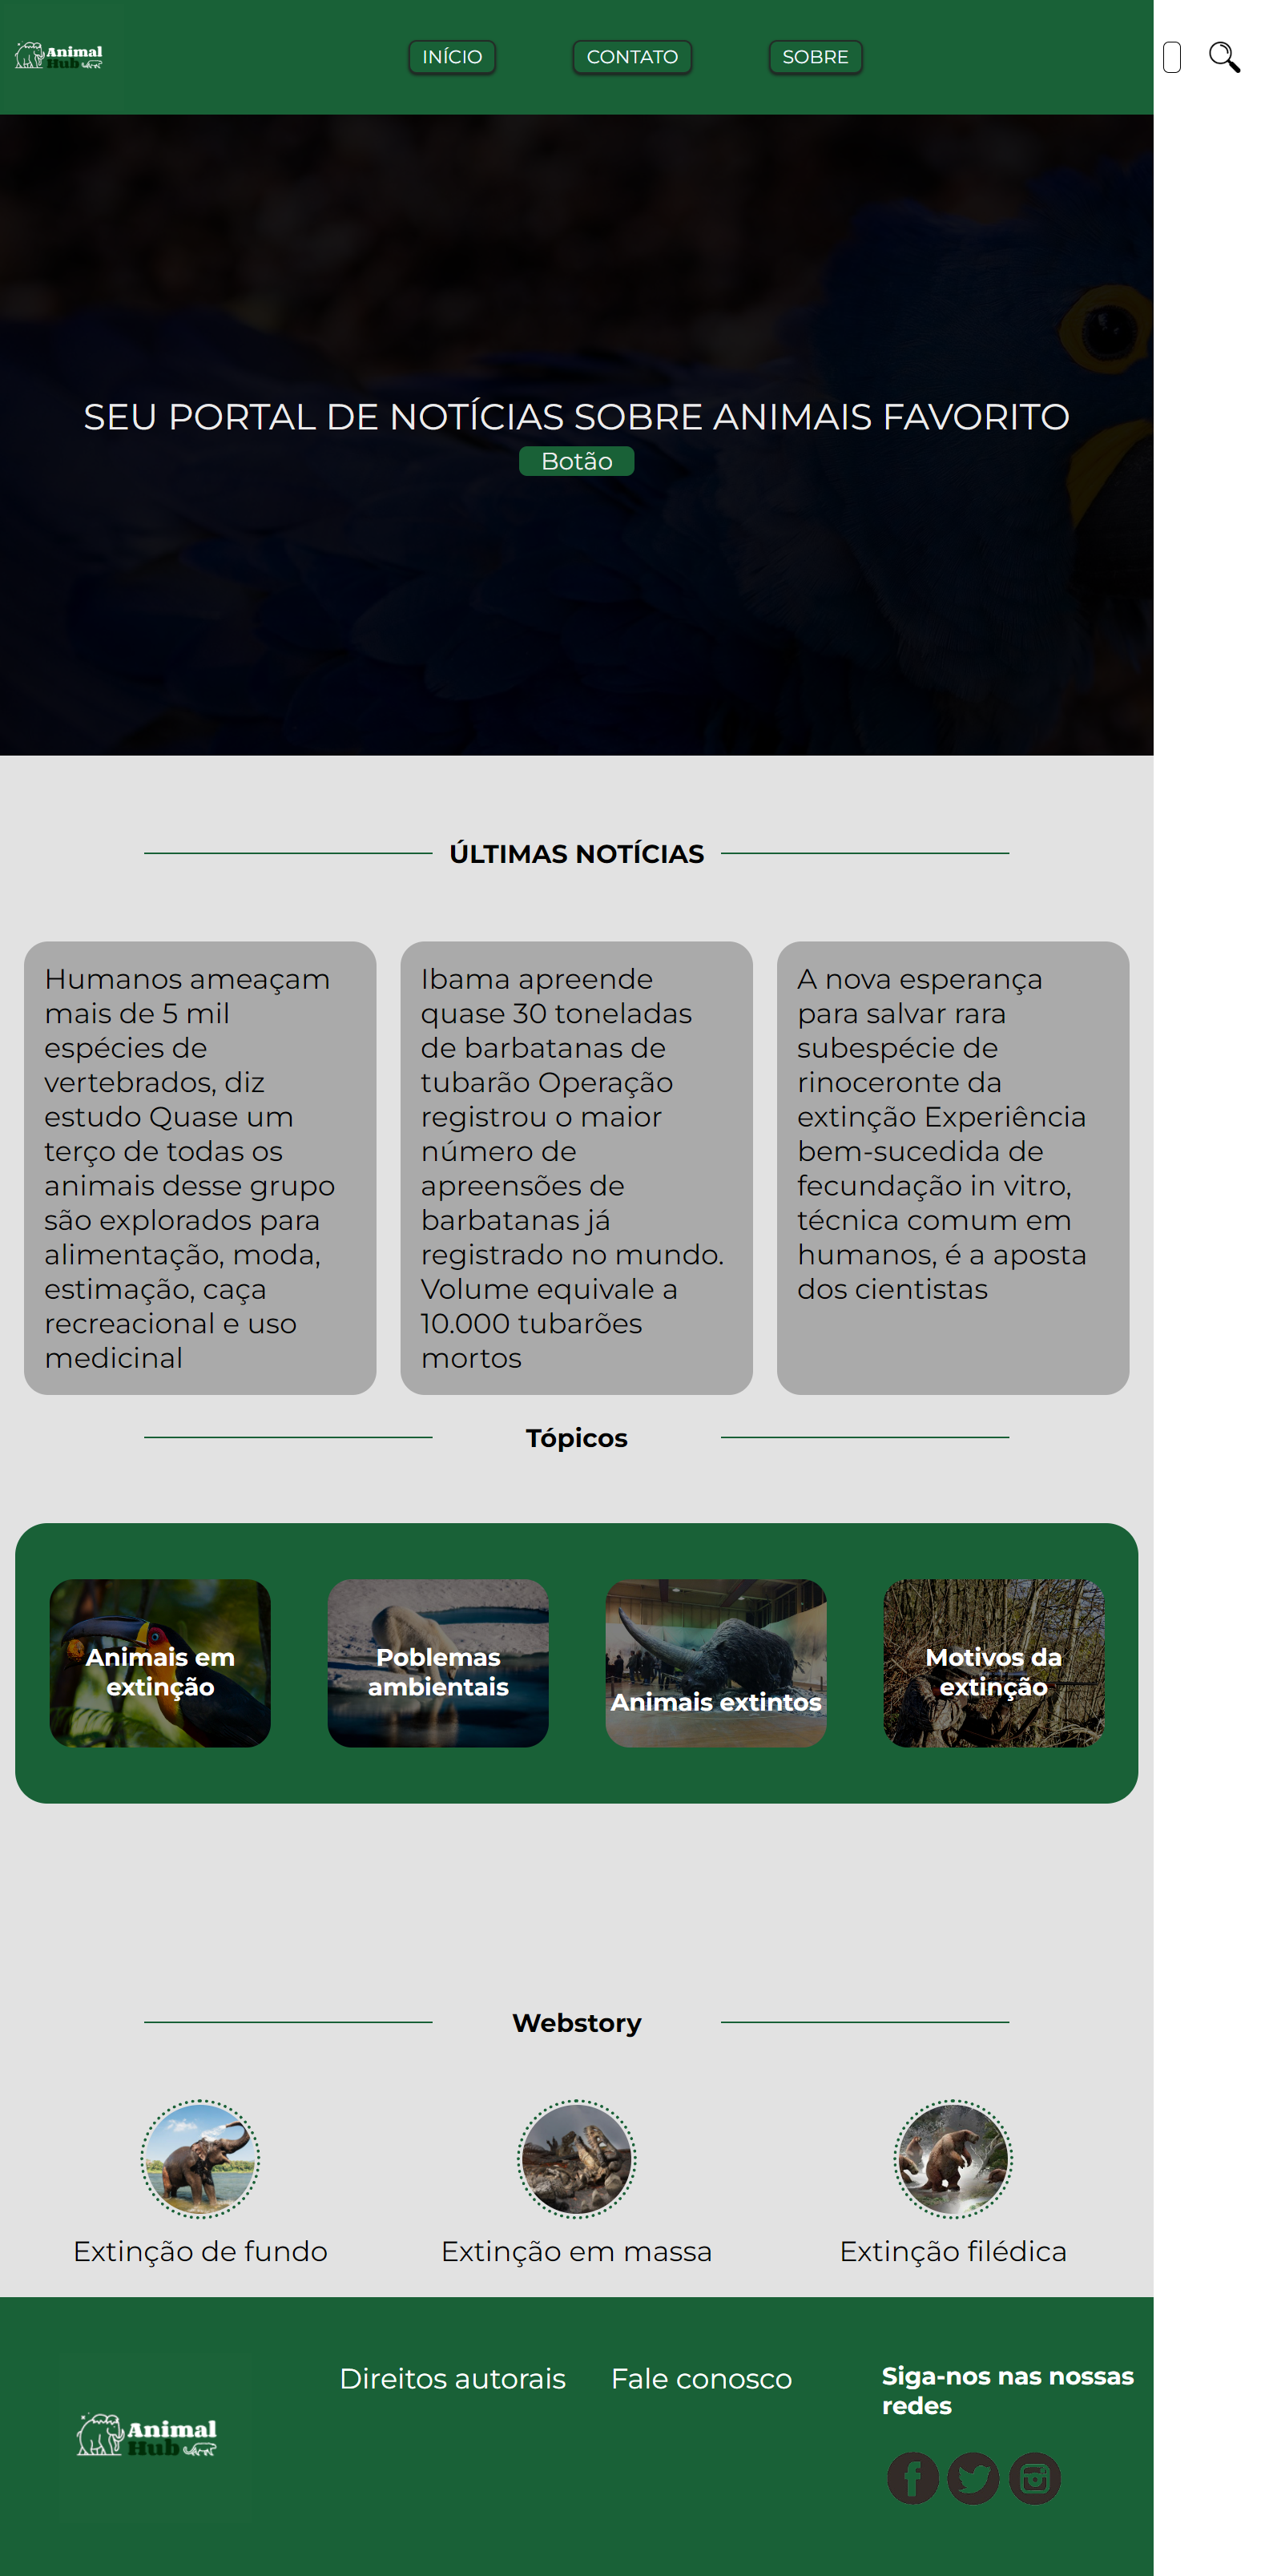 Animal
Hub
INÍCIO
CONTATO
SOBRE
SEU PORTAL DE NOTÍCIAS SOBRE ANIMAIS FAVORITO
Botão
ÚLTIMAS NOTÍCIAS
Humanos ameaçam
mais de 5 mil
espécies de
vertebrados, diz
estudo Quase um
terço de todas os
animais desse grupo
são explorados para
alimentação, moda,
estimação, caça
recreacional e uso
medicinal
Ibama apreende
quase 30 toneladas
de barbatanas de
tubarão Operação
registrou o maior
número de
apreensões de
barbatanas já
registrado no mundo.
Volume equivale a
10.000 tubarões
mortos
A nova esperança
para salvar rara
subespécie de
rinoceronte da
extinção Experiência
bem-sucedida de
fecundação in vitro,
técnica comum em
humanos, é a aposta
dos cientistas
Tópicos
Animais em
extinção
Poblemas
ambientais
Animais extintos
Motivos da
extinção
Webstory
Extinção de fundo
Extinção em massa
Extinção filédica
Animal
Hub
Direitos autorais
Fale conosco
Siga-nos nas nossas
redes